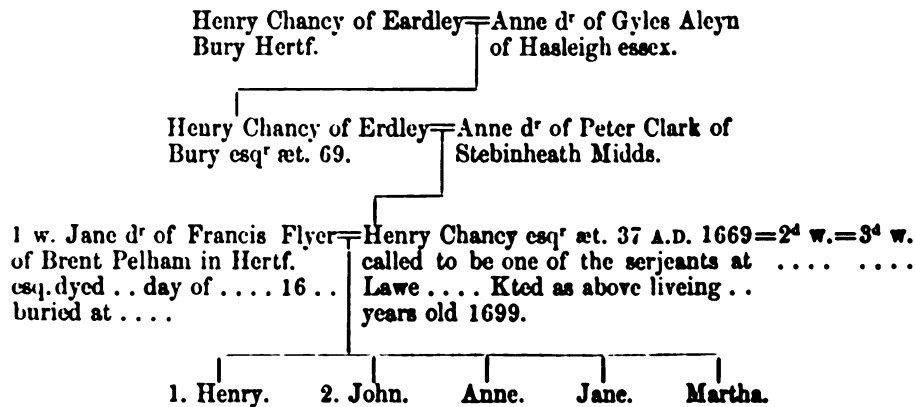 Henry Chancy of Eardley = Anne dʳ of Gyles Aleyn
Bury Hertf. of Hasleigh essex.
Henry Chancy of Erdley = Anne dʳ of Peter Clark of
Bury esqʳ æt. 69. Stebinheath Midds.
1 w. Jane dʳ of Francis Flyer = Henry Chancy esqʳ æt. 37 A.D. 1669=2ᵈ w.=3ᵈ w.
of Brent Pelham in Hertf. called to be one of the serjeants at .... ....
esq. dyed .. day of .... 16 .. Lawe .... Kted as above liveing ..
buried at .... years old 1699.
1. Henry. 2. John. Anne. Jane. Martha.